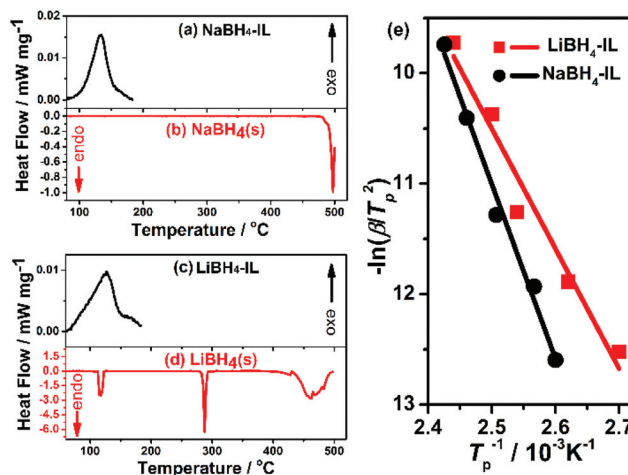 (a) NaBH4-IL
exo
0.02
0.01
0.00
Heat Flow / mW mg-1
(b) NaBH4(s)
endo
0.0
-0.2
-0.4
-0.6
-0.8
-1.0
100 200 300 400 500
Temperature / °C
(c) LiBH4-IL
exo
0.01
0.00
Heat Flow / mW mg-1
(d) LiBH4(s)
endo
1.5
0.0
-1.5
-3.0
-4.5
-6.0
100 200 300 400 500
Temperature / °C
(e)
LiBH4-IL
NaBH4-IL
-ln(β/Tp2)
10
11
12
13
2.4 2.5 2.6 2.7
Tp-1 / 10-3K-1